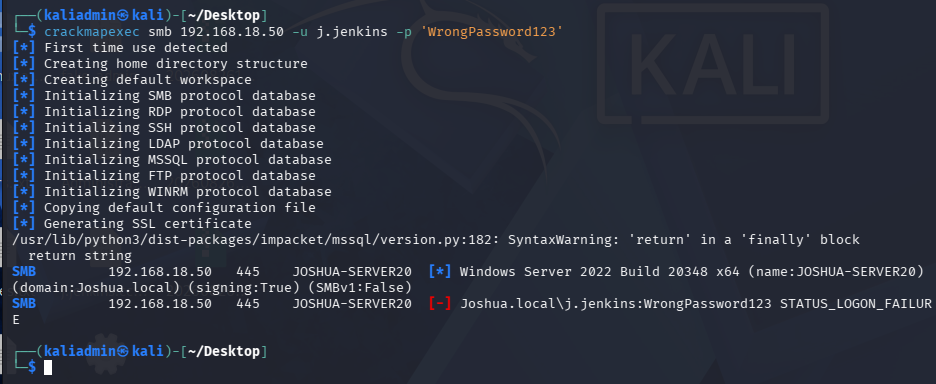 KALI
┌──(kaliadmin㉿kali)-[~/Desktop]
└─$ crackmapexec smb 192.168.18.50 -u j.jenkins -p 'WrongPassword123'
[*] First time use detected
[*] Creating home directory structure
[*] Creating default workspace
[*] Initializing SMB protocol database
[*] Initializing RDP protocol database
[*] Initializing SSH protocol database
[*] Initializing LDAP protocol database
[*] Initializing MSSQL protocol database
[*] Initializing FTP protocol database
[*] Initializing WINRM protocol database
[*] Copying default configuration file
[*] Generating SSL certificate
/usr/lib/python3/dist-packages/impacket/mssql/version.py:182: SyntaxWarning: 'return' in a 'finally' block
  return string
SMB         192.168.18.50   445    JOSHUA-SERVER20  [*] Windows Server 2022 Build 20348 x64 (name:JOSHUA-SERVER20)
(domain:Joshua.local) (signing:True) (SMBv1:False)
SMB         192.168.18.50   445    JOSHUA-SERVER20  [-] Joshua.local\j.jenkins:WrongPassword123 STATUS_LOGON_FAILUR
E
┌──(kaliadmin㉿kali)-[~/Desktop]
└─$